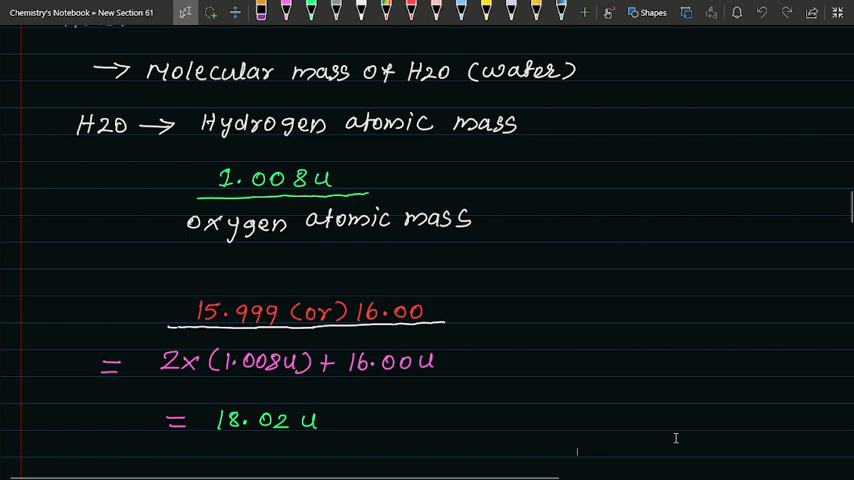 Chemistry's Notebook » New Section 61
Shapes
→ Molecular mass of H2O (water)
H2O → Hydrogen atomic mass
1.008u
oxygen atomic mass
15.999 (or) 16.00
= 2x (1.008u) + 16.00u
= 18.02 u